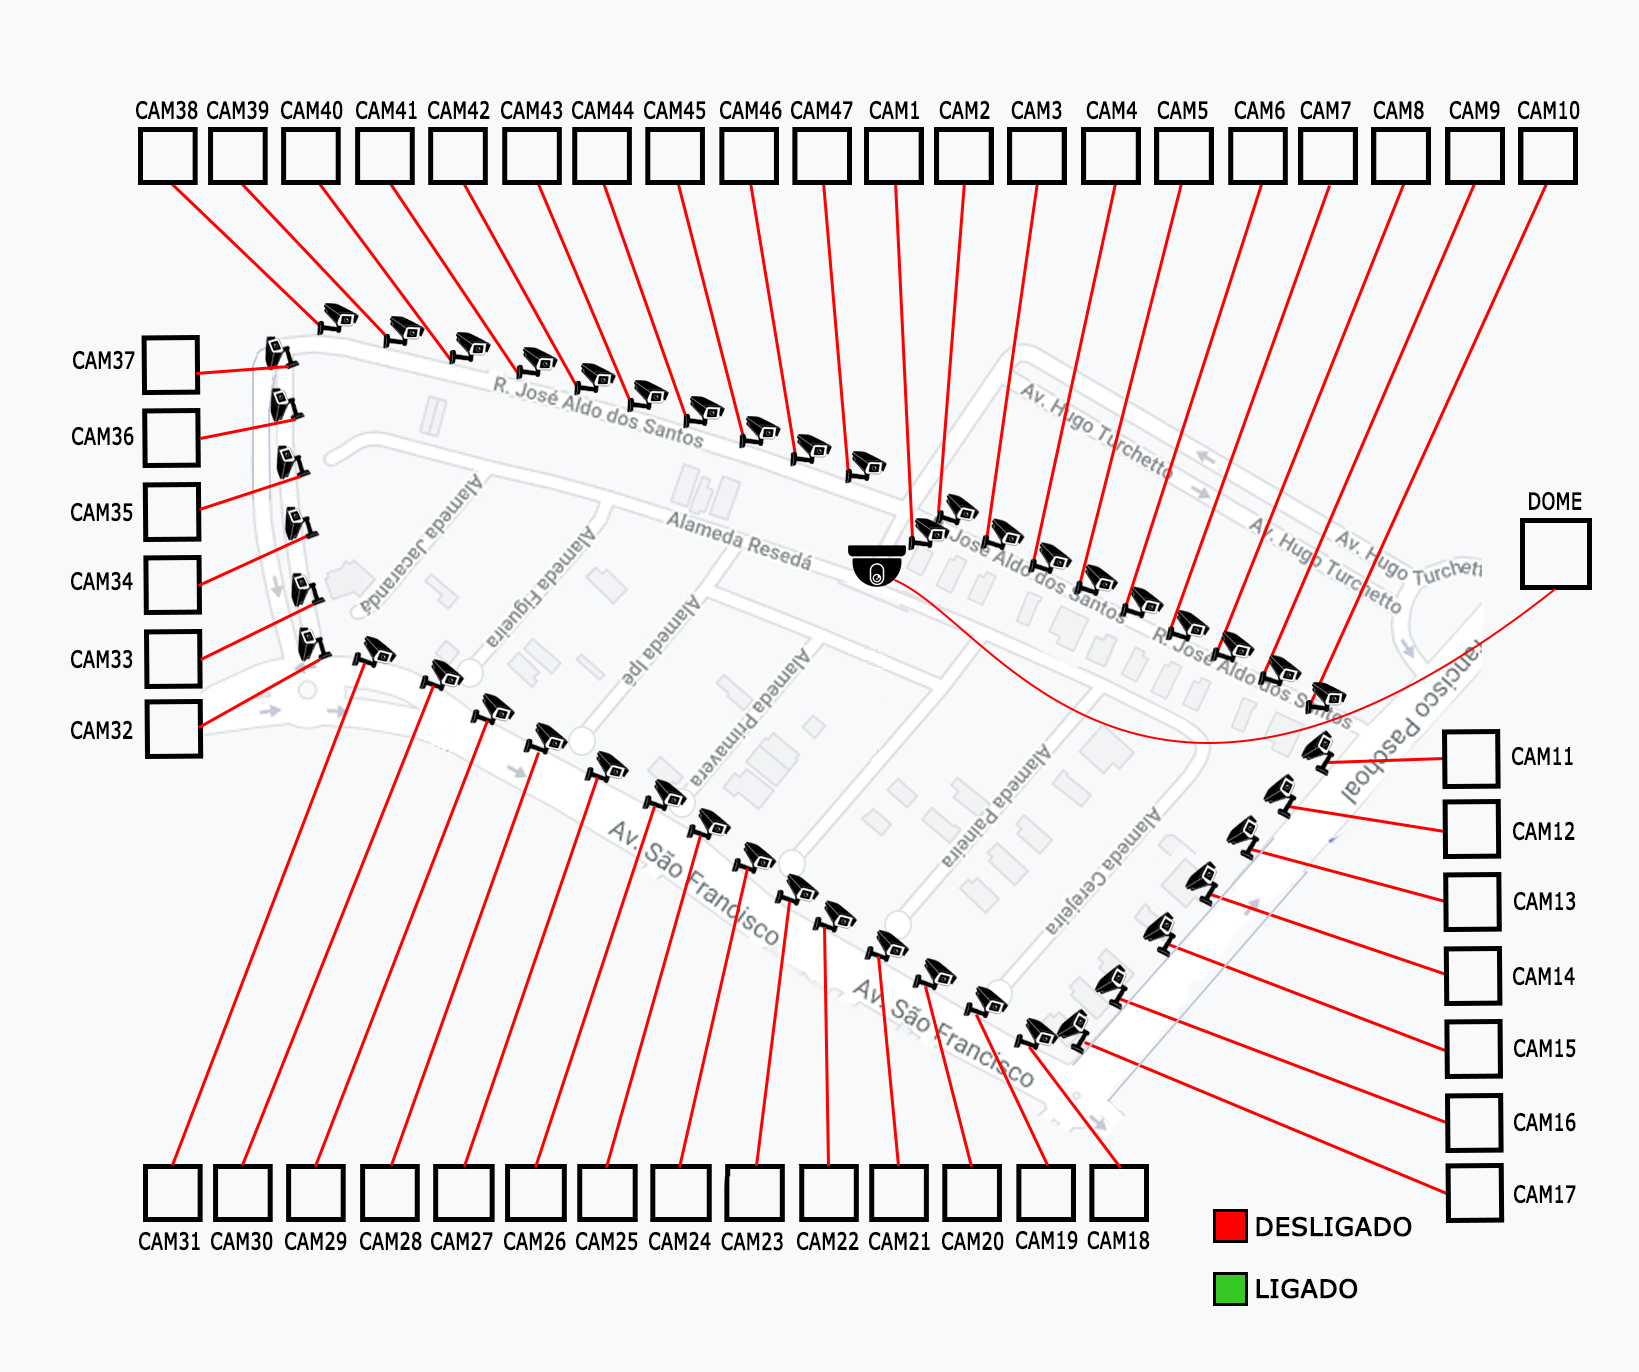 CAM38 CAM39 CAM40 CAM41 CAM42 CAM43 CAM44 CAM45 CAM46 CAM47 CAM1 CAM2 CAM3 CAM4 CAM5 CAM6 CAM7 CAM8 CAM9 CAM10
CAM37
CAM36
CAM35
CAM34
CAM33
CAM32
R. José Aldo dos Santos
Av. Hugo Turchetto
Av. Hugo Turchetto
Av. Hugo Turchett
DOME
Alameda Resedá
José Aldo dos Santos
R. José Aldo dos Santos
Alameda Jacarandá
Alameda Figueira
Alameda Ipê
Alameda Primavera
Alameda Paineira
Alameda Cerejeira
rancisco Paschoal
Av. São Francisco
Av. São Francisco
CAM11
CAM12
CAM13
CAM14
CAM15
CAM16
CAM17
CAM31 CAM30 CAM29 CAM28 CAM27 CAM26 CAM25 CAM24 CAM23 CAM22 CAM21 CAM20 CAM19 CAM18
DESLIGADO
LIGADO